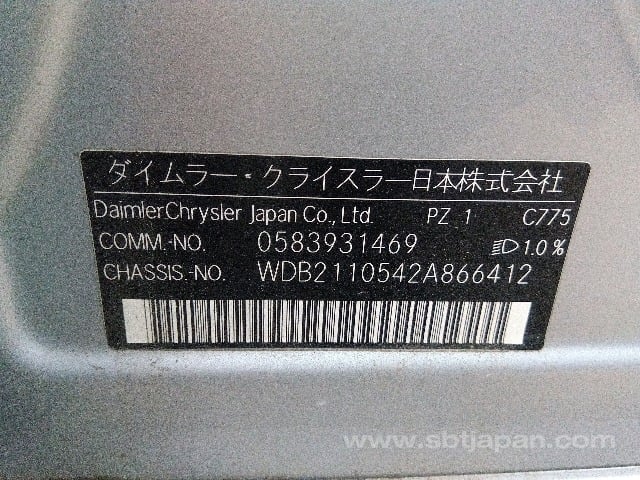 ダイムラー・クライスラー日本株式会社
DaimlerChrysler Japan Co., Ltd. PZ 1 C775
COMM.-NO. 0583931469 1.0 %
CHASSIS.-NO. WDB2110542A866412
www.sbtjapan.com